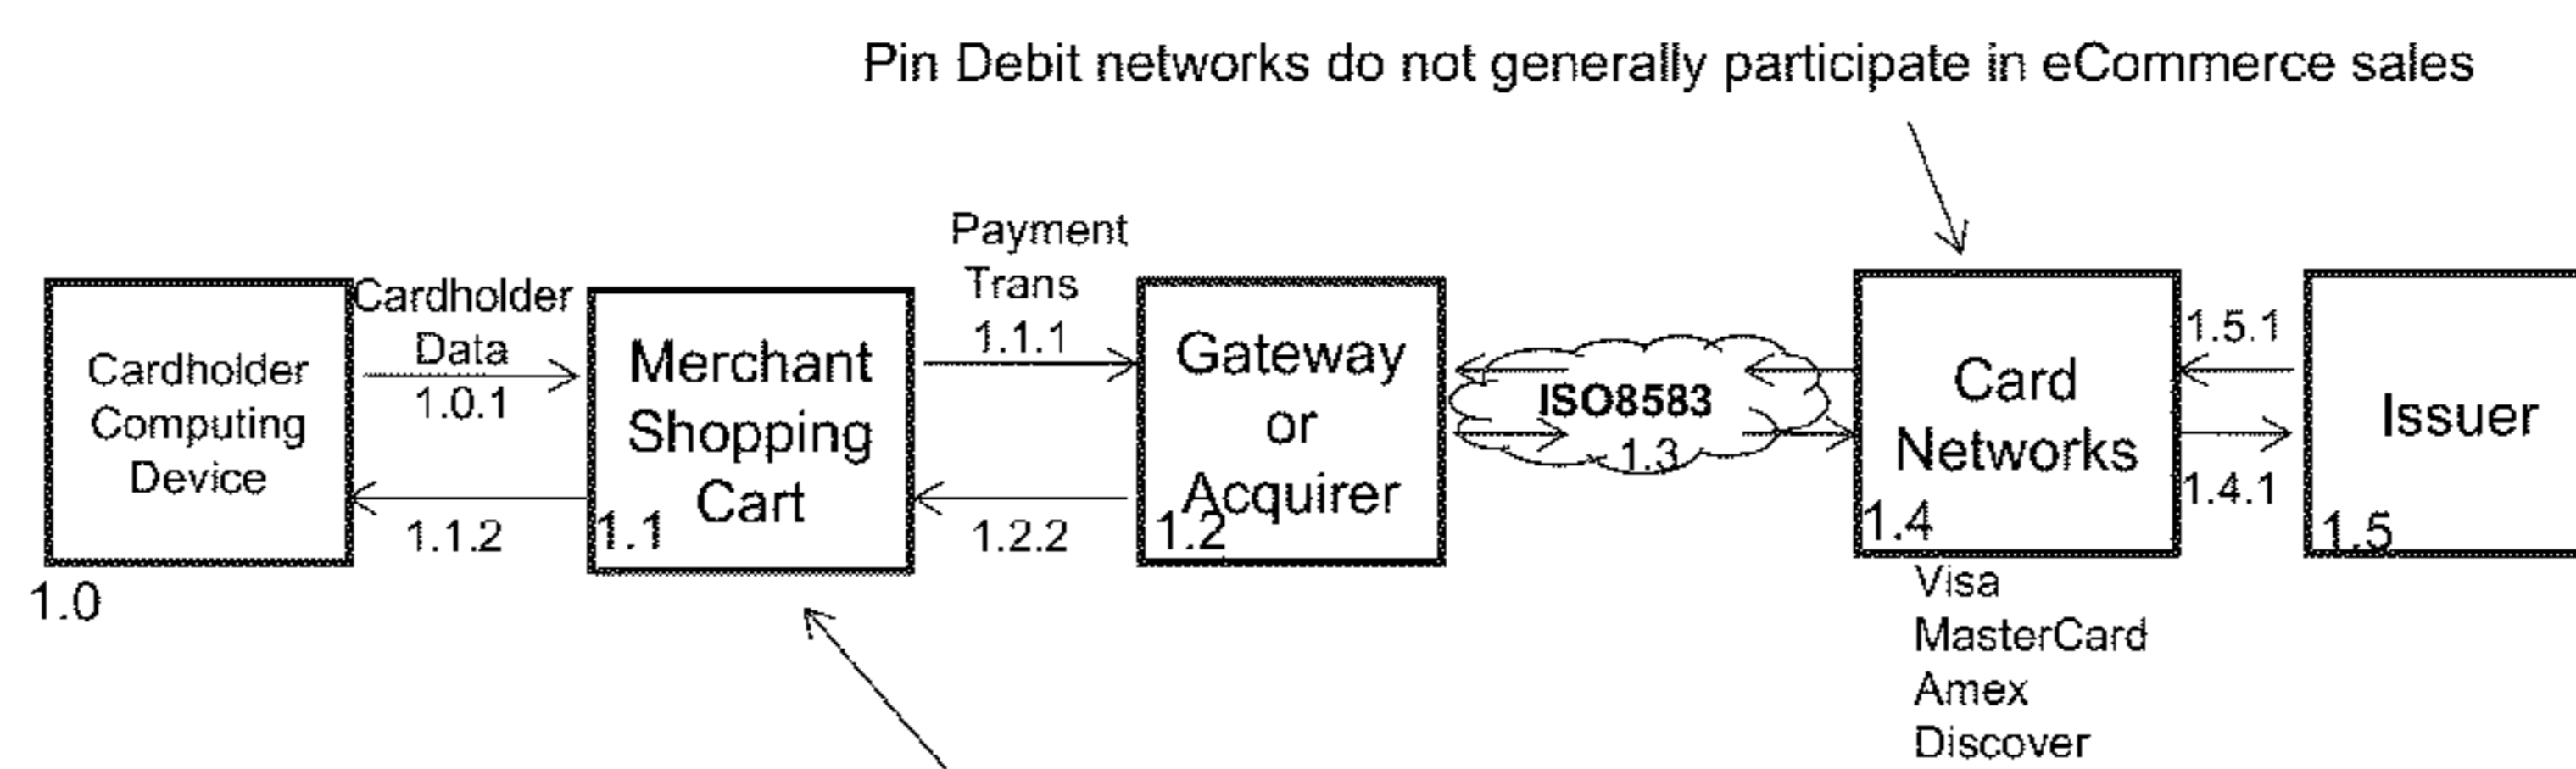 Pin Debit networks do not generally participate in eCommerce sales
Cardholder
Computing
Device
1.0
Cardholder
Data
1.0.1
1.1.2
Merchant
Shopping
Cart
1.1
Payment
Trans
1.1.1
1.2.2
Gateway
or
Acquirer
1.2
ISO8583
1.3
Card
Networks
1.4
Visa
MasterCard
Amex
Discover
1.5.1
1.4.1
Issuer
1.5